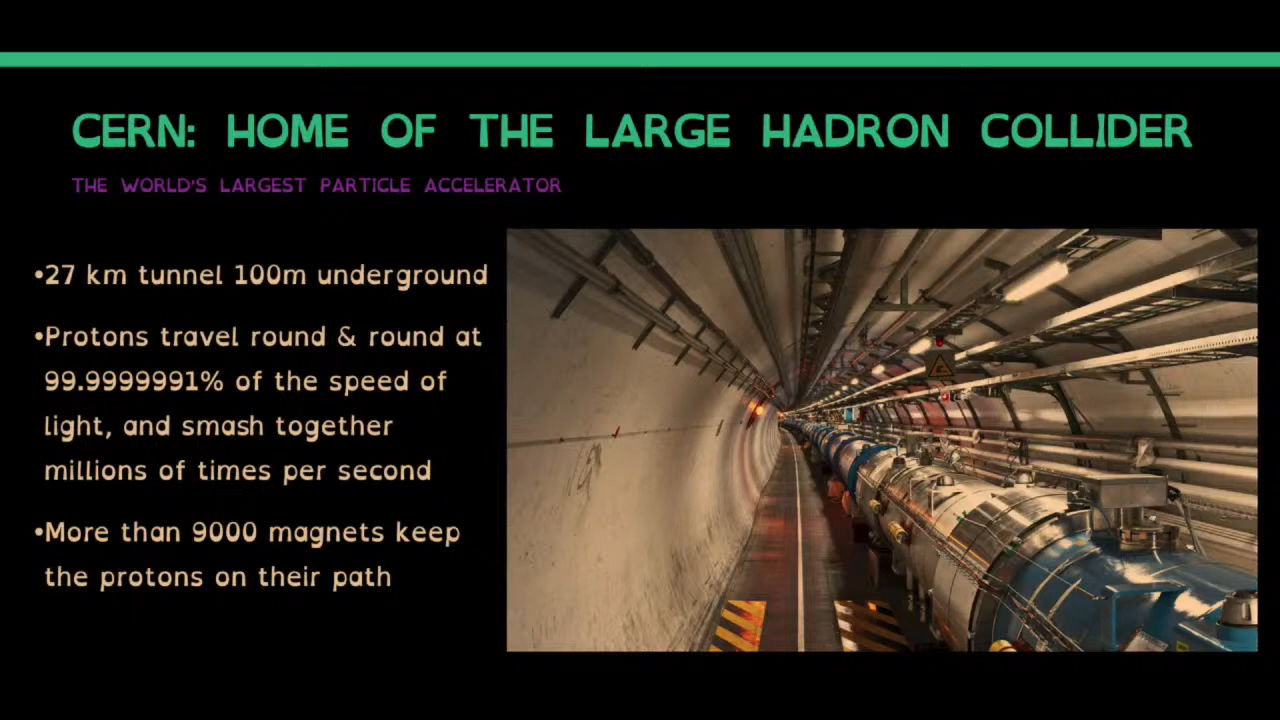 CERN: HOME OF THE LARGE HADRON COLLIDER
THE WORLD'S LARGEST PARTICLE ACCELERATOR
•27 km tunnel 100m underground
•Protons travel round & round at
99.9999991% of the speed of
light, and smash together
millions of times per second
•More than 9000 magnets keep
the protons on their path